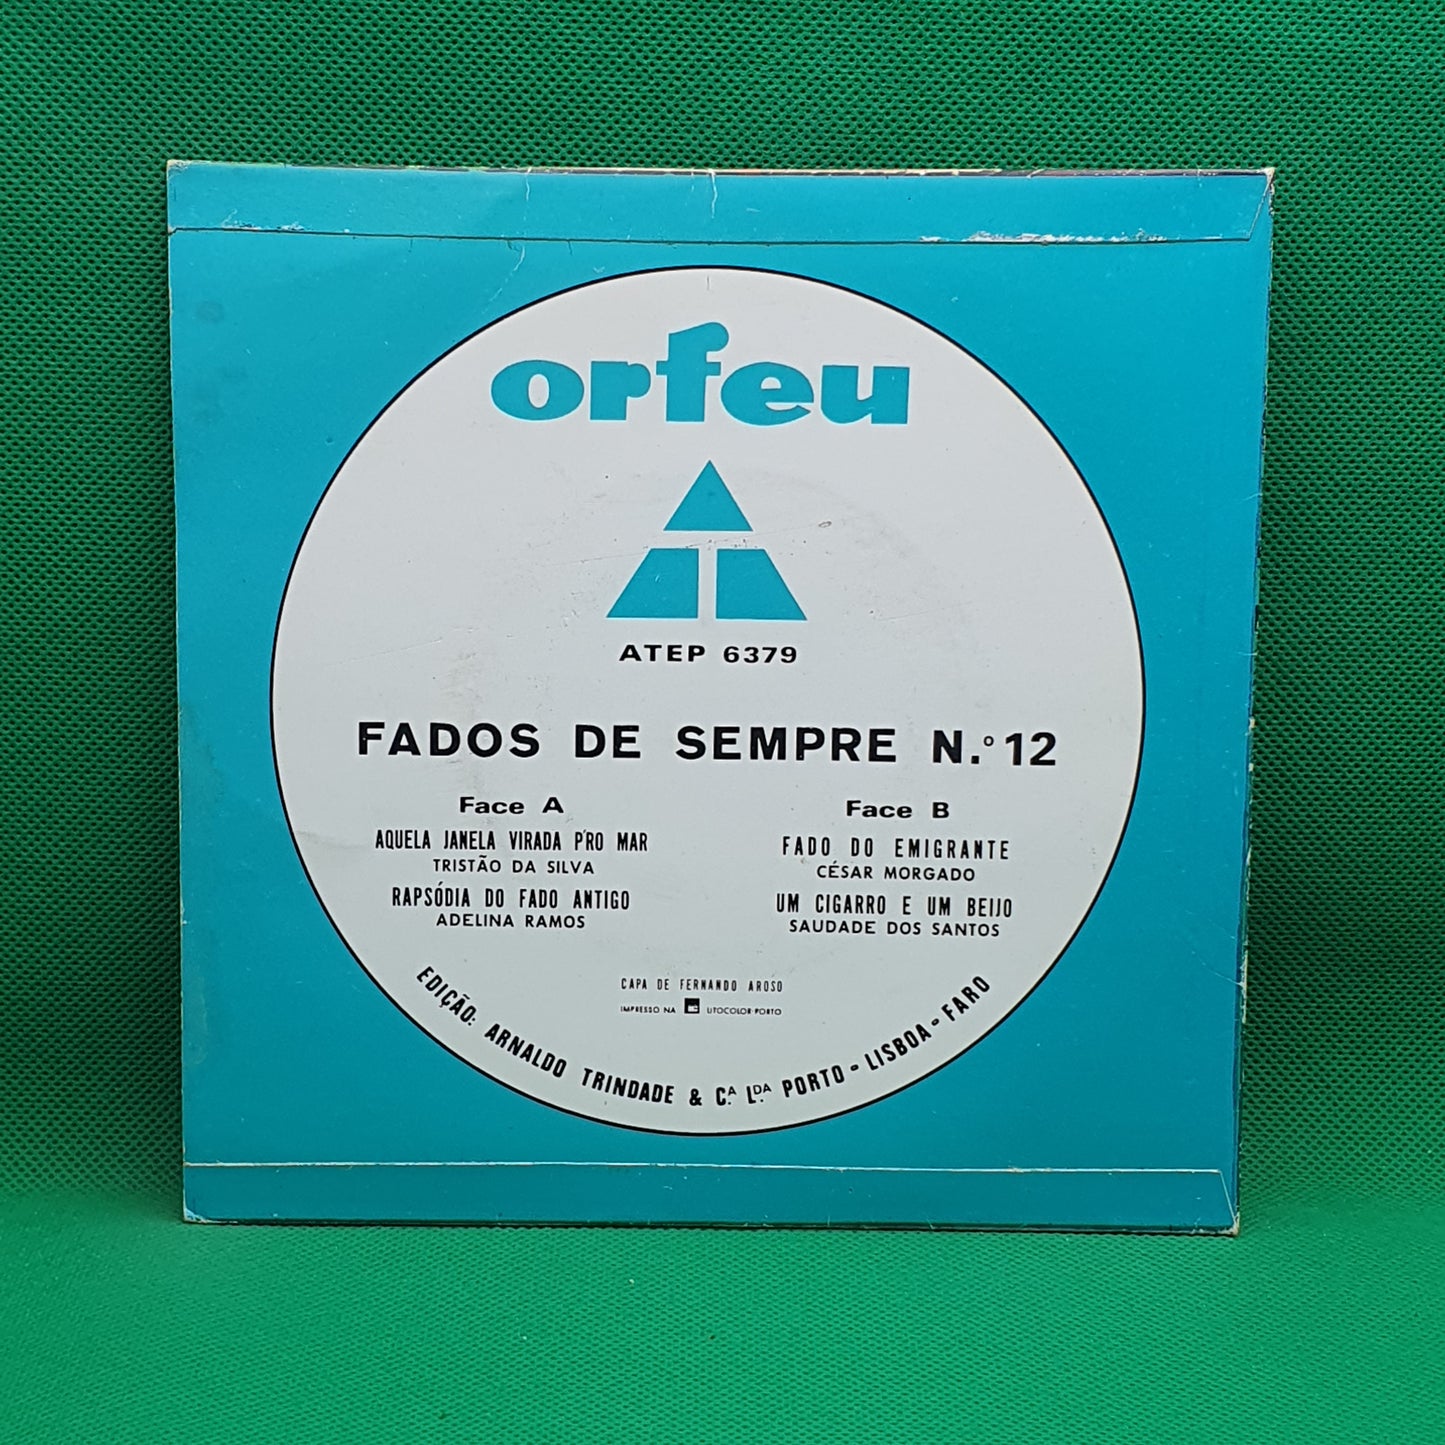 orfeu
ATEP 6379
FADOS DE SEMPRE N.º 12
Face A
AQUELA JANELA VIRADA P'RO MAR
TRISTÃO DA SILVA
RAPSÓDIA DO FADO ANTIGO
ADELINA RAMOS
Face B
FADO DO EMIGRANTE
CÉSAR MORGADO
UM CIGARRO E UM BEIJO
SAUDADE DOS SANTOS
CAPA DE FERNANDO AROSO
IMPRESSO NA LITOCOLOR-PORTO
EDIÇÃO: ARNALDO TRINDADE & C.ᴬ L.ᴰᴬ PORTO - LISBOA - FARO